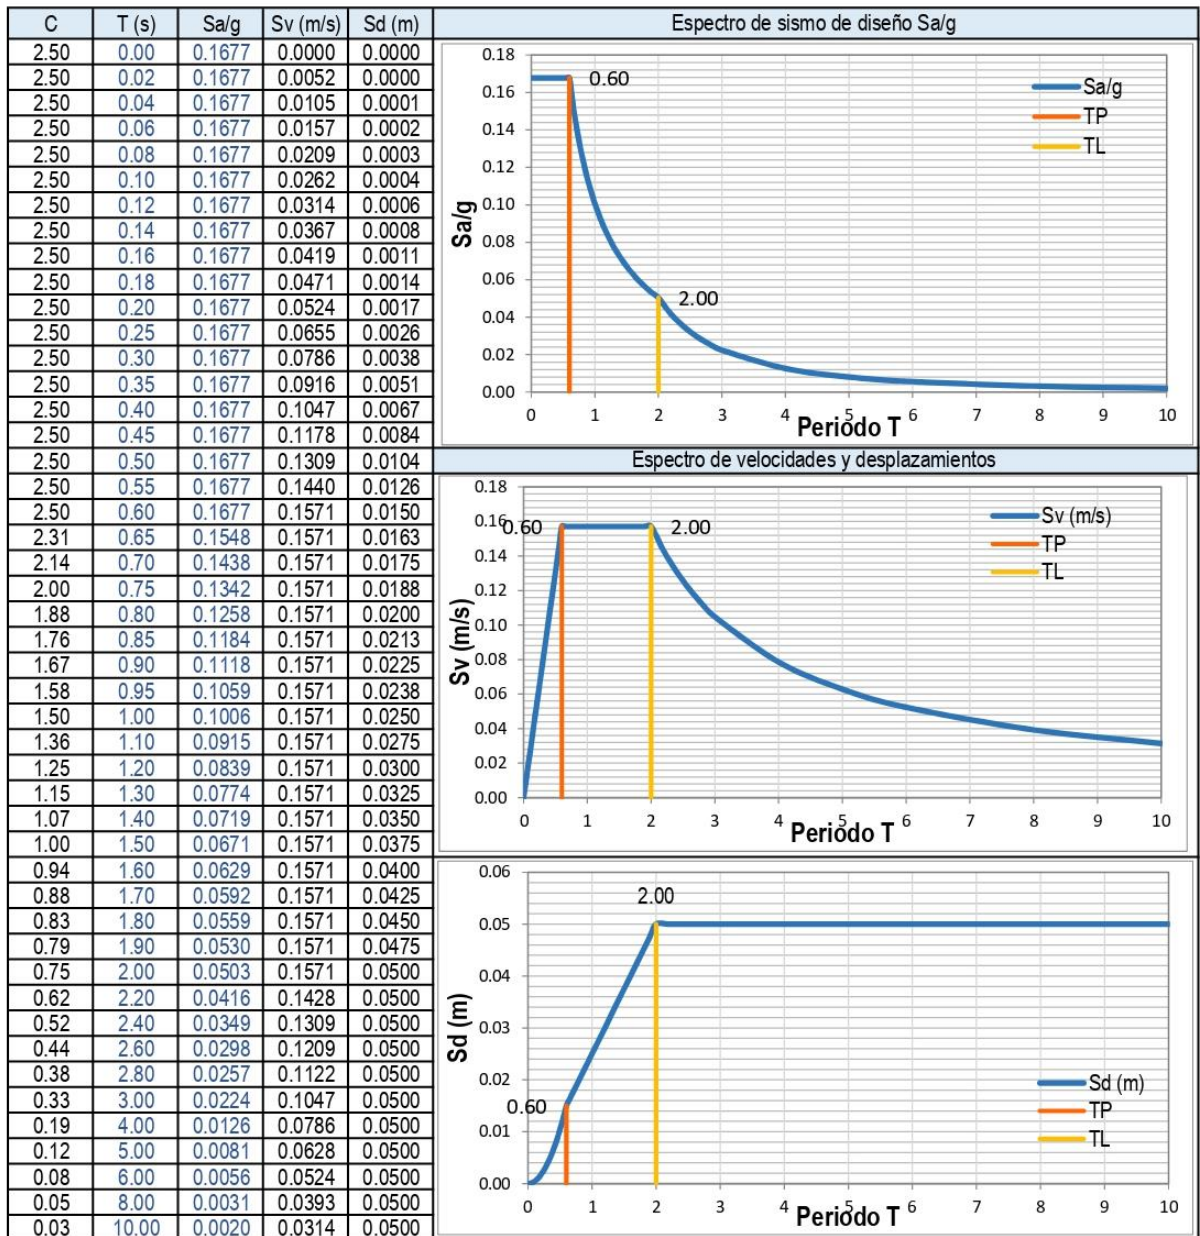 C T (s) Sa/g Sv (m/s) Sd (m)
2.50 0.00 0.1677 0.0000 0.0000
2.50 0.02 0.1677 0.0052 0.0000
2.50 0.04 0.1677 0.0105 0.0001
2.50 0.06 0.1677 0.0157 0.0002
2.50 0.08 0.1677 0.0209 0.0003
2.50 0.10 0.1677 0.0262 0.0004
2.50 0.12 0.1677 0.0314 0.0006
2.50 0.14 0.1677 0.0367 0.0008
2.50 0.16 0.1677 0.0419 0.0011
2.50 0.18 0.1677 0.0471 0.0014
2.50 0.20 0.1677 0.0524 0.0017
2.50 0.25 0.1677 0.0655 0.0026
2.50 0.30 0.1677 0.0786 0.0038
2.50 0.35 0.1677 0.0916 0.0051
2.50 0.40 0.1677 0.1047 0.0067
2.50 0.45 0.1677 0.1178 0.0084
2.50 0.50 0.1677 0.1309 0.0104
2.50 0.55 0.1677 0.1440 0.0126
2.50 0.60 0.1677 0.1571 0.0150
2.31 0.65 0.1548 0.1571 0.0163
2.14 0.70 0.1438 0.1571 0.0175
2.00 0.75 0.1342 0.1571 0.0188
1.88 0.80 0.1258 0.1571 0.0200
1.76 0.85 0.1184 0.1571 0.0213
1.67 0.90 0.1118 0.1571 0.0225
1.58 0.95 0.1059 0.1571 0.0238
1.50 1.00 0.1006 0.1571 0.0250
1.36 1.10 0.0915 0.1571 0.0275
1.25 1.20 0.0839 0.1571 0.0300
1.15 1.30 0.0774 0.1571 0.0325
1.07 1.40 0.0719 0.1571 0.0350
1.00 1.50 0.0671 0.1571 0.0375
0.94 1.60 0.0629 0.1571 0.0400
0.88 1.70 0.0592 0.1571 0.0425
0.83 1.80 0.0559 0.1571 0.0450
0.79 1.90 0.0530 0.1571 0.0475
0.75 2.00 0.0503 0.1571 0.0500
0.62 2.20 0.0416 0.1428 0.0500
0.52 2.40 0.0349 0.1309 0.0500
0.44 2.60 0.0298 0.1209 0.0500
0.38 2.80 0.0257 0.1122 0.0500
0.33 3.00 0.0224 0.1047 0.0500
0.19 4.00 0.0126 0.0786 0.0500
0.12 5.00 0.0081 0.0628 0.0500
0.08 6.00 0.0056 0.0524 0.0500
0.05 8.00 0.0031 0.0393 0.0500
0.03 10.00 0.0020 0.0314 0.0500
Espectro de sismo de diseño Sa/g
0.18
0.16
0.14
0.12
0.10
0.08
0.06
0.04
0.02
0.00
Sa/g
0.60
2.00
Sa/g
TP
TL
0 1 2 3 4 5 6 7 8 9 10
Periodo T
Espectro de velocidades y desplazamientos
0.18
0.16
0.14
0.12
0.10
0.08
0.06
0.04
0.02
0.00
Sv (m/s)
0.60
2.00
Sv (m/s)
TP
TL
0 1 2 3 4 5 6 7 8 9 10
Periodo T
0.06
0.05
0.04
0.03
0.02
0.01
0.00
Sd (m)
2.00
0.60
Sd (m)
TP
TL
0 1 2 3 4 5 6 7 8 9 10
Periodo T